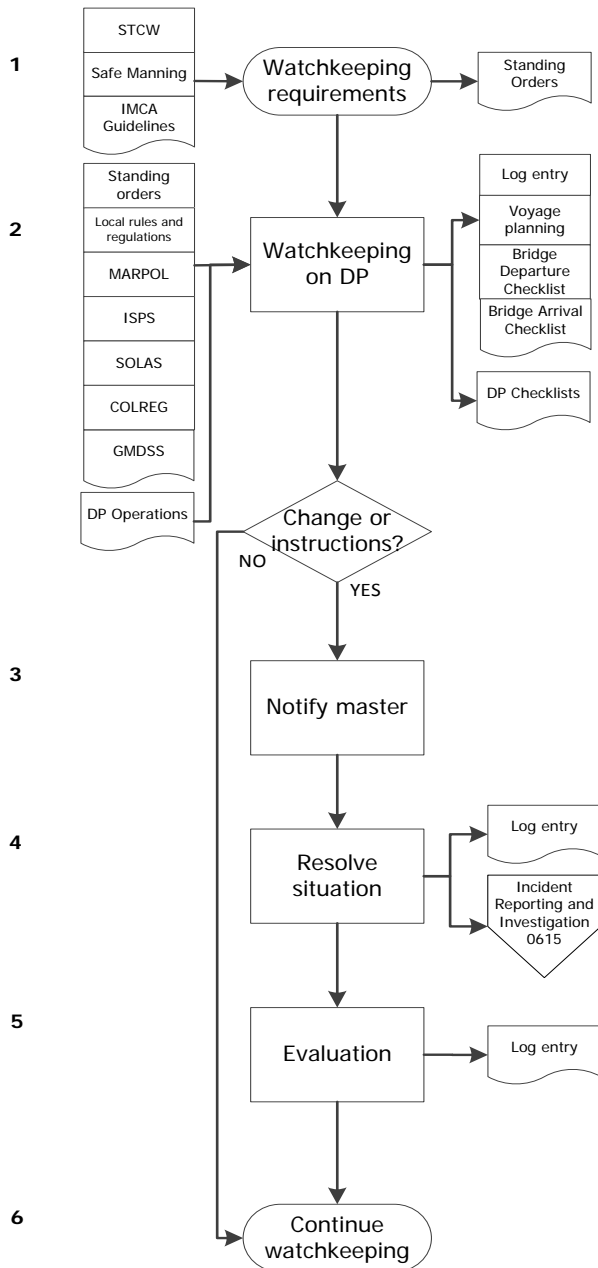 1
STCW
Safe Manning
IMCA
Guidelines
Watchkeeping
requirements
Standing
Orders
2
Standing
orders
Local rules and
regulations
MARPOL
ISPS
SOLAS
COLREG
GMDSS
DP Operations
Watchkeeping
on DP
Log entry
Voyage
planning
Bridge
Departure
Checklist
Bridge Arrival
Checklist
DP Checklists
Change or
instructions?
NO
YES
3
Notify master
4
Resolve
situation
Log entry
Incident
Reporting and
Investigation
0615
5
Evaluation
Log entry
6
Continue
watchkeeping